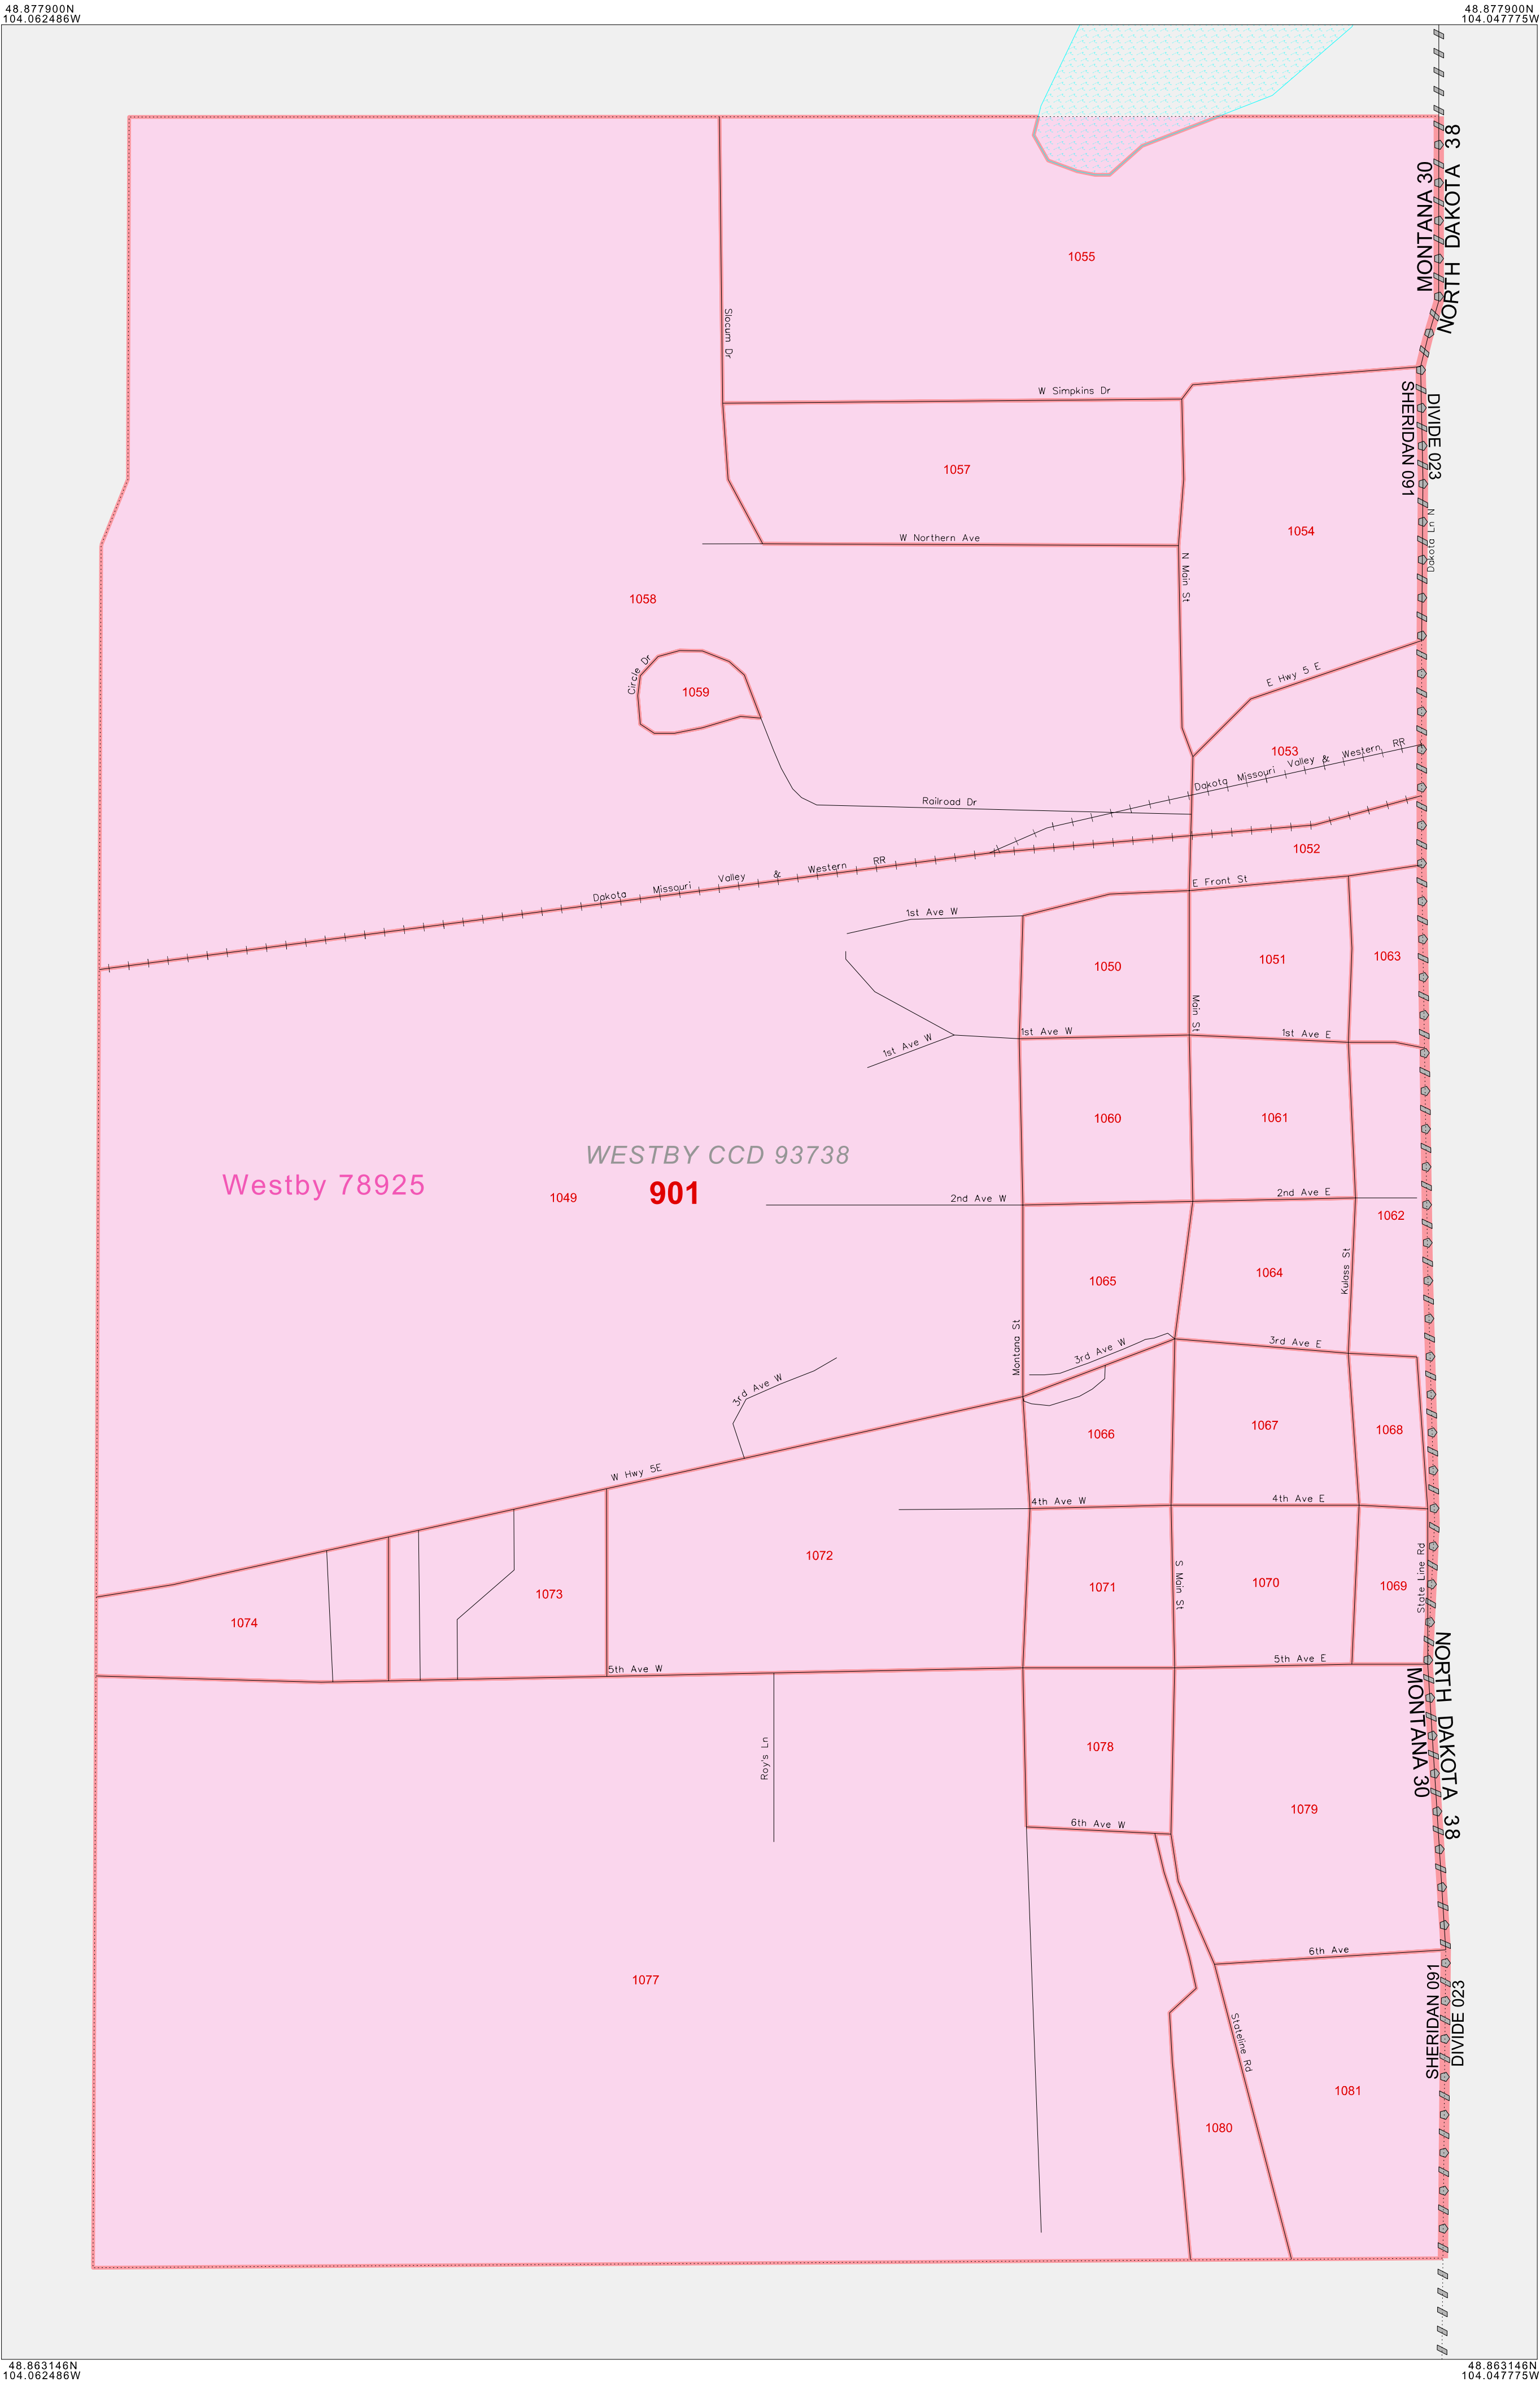 48.877900N
104.062486W
48.877900N
104.047775W
NORTH DAKOTA 38
MONTANA 30
1055
Slocum Dr
W Simpkins Dr
DIVIDE 023
SHERIDAN 091
1057
1054
N Dakota Ln
W Northern Ave
N Main St
1058
Circle Dr
1059
E Hwy 5 E
1053
Dakota Missouri Valley & Western RR
Railroad Dr
1052
Dakota Missouri Valley & Western RR
E Front St
1st Ave W
1050
1051
1063
Main St
1st Ave W
1st Ave E
1st Ave W
1060
1061
WESTBY CCD 93738
Westby 78925
1049
901
2nd Ave W
2nd Ave E
1062
1065
1064
Kulass St
Montana St
3rd Ave W
3rd Ave E
3rd Ave W
1066
1067
1068
W Hwy 5E
4th Ave W
4th Ave E
1072
1073
1071
S Main St
1070
1069
State Line Rd
1074
5th Ave W
5th Ave E
NORTH DAKOTA 38
MONTANA 30
Roy's Ln
1078
1079
6th Ave W
6th Ave
1077
DIVIDE 023
SHERIDAN 091
Stateline Rd
1081
1080
48.863146N
104.062486W
48.863146N
104.047775W